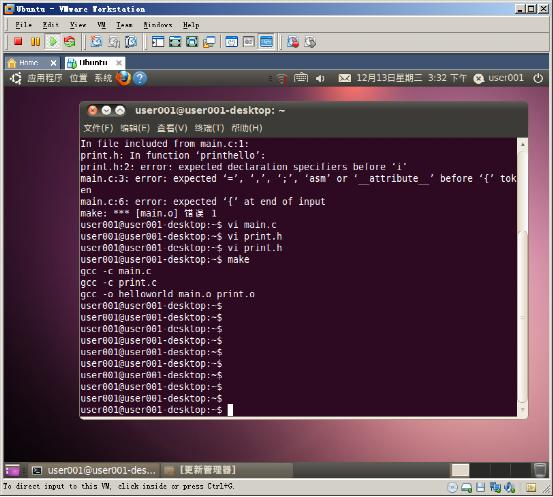 Ubuntu - VMware Workstation
File Edit View VM Team Windows Help
Home Ubuntu
应用程序 位置 系统 12月13日星期二 3:32 下午 user001
user001@user001-desktop: ~
文件(F) 编辑(E) 查看(V) 终端(T) 帮助(H)
In file included from main.c:1:
print.h: In function ‘printhello’:
print.h:2: error: expected declaration specifiers before ‘i’
main.c:3: error: expected ‘=’, ‘,’, ‘;’, ‘asm’ or ‘__attribute__’ before ‘{’ tok
en
main.c:6: error: expected ‘{’ at end of input
make: *** [main.o] 错误 1
user001@user001-desktop:~$ vi main.c
user001@user001-desktop:~$ vi print.h
user001@user001-desktop:~$ vi print.h
user001@user001-desktop:~$ make
gcc -c main.c
gcc -c print.c
gcc -o helloworld main.o print.o
user001@user001-desktop:~$
user001@user001-desktop:~$
user001@user001-desktop:~$
user001@user001-desktop:~$
user001@user001-desktop:~$
user001@user001-desktop:~$
user001@user001-desktop:~$
user001@user001-desktop:~$
user001@user001-desktop:~$
user001@user001-desktop:~$
user001@user001-des... [更新管理器]
To direct input to this VM, click inside or press Ctrl+G.